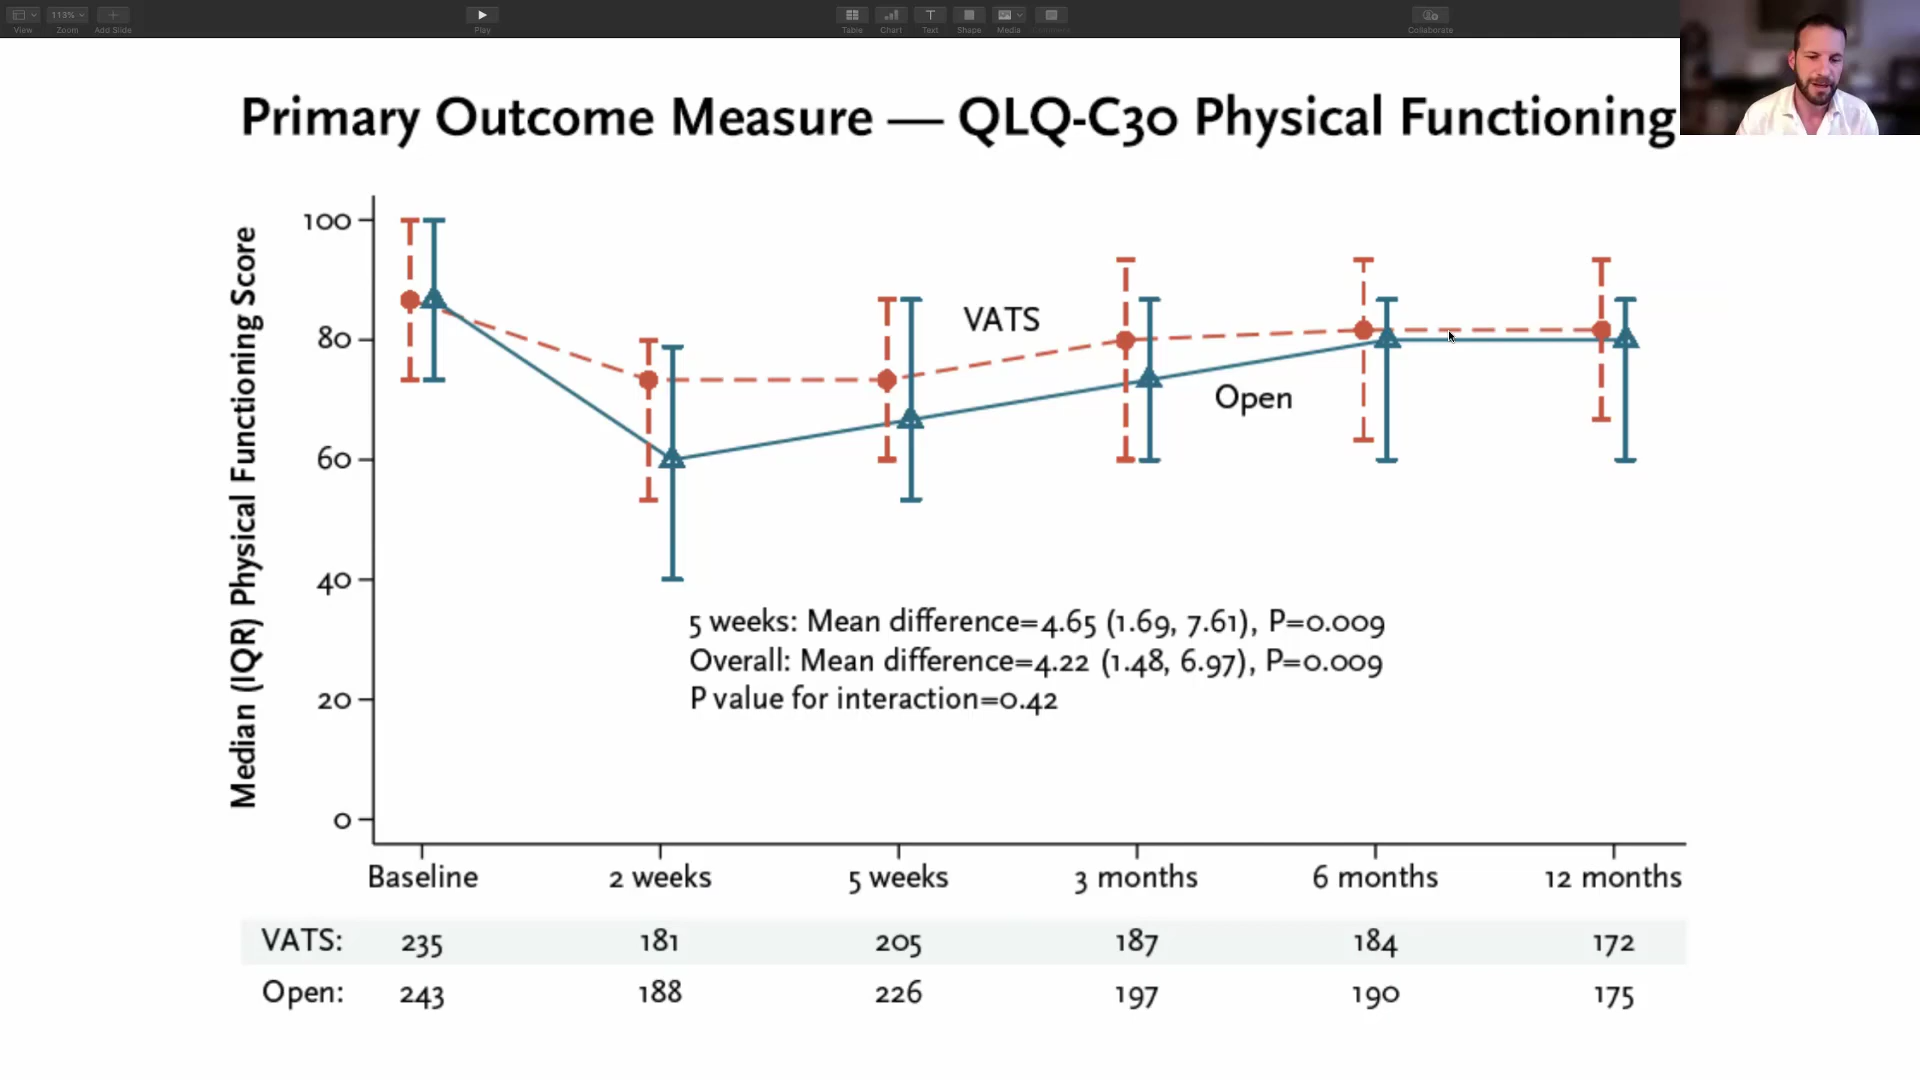 113%
View
Zoom
Add Slide
Play
Table
Chart
Text
Shape
Media
Collaborate
Primary Outcome Measure — QLQ-C30 Physical Functioning
Median (IQR) Physical Functioning Score
100
80
60
40
20
0
VATS
Open
5 weeks: Mean difference=4.65 (1.69, 7.61), P=0.009
Overall: Mean difference=4.22 (1.48, 6.97), P=0.009
P value for interaction=0.42
Baseline 2 weeks 5 weeks 3 months 6 months 12 months
VATS: 235 181 205 187 184 172
Open: 243 188 226 197 190 175